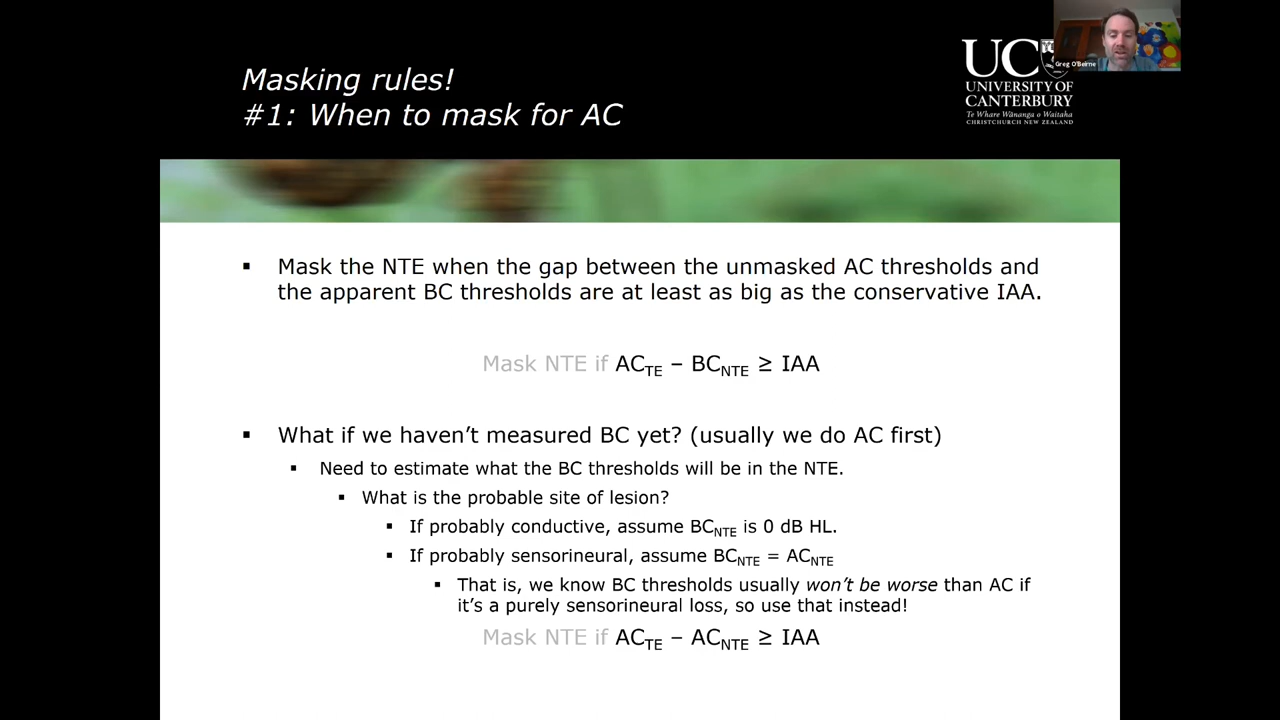 Masking rules!
#1: When to mask for AC
UC
UNIVERSITY OF
CANTERBURY
Te Whare Wānanga o Waitaha
CHRISTCHURCH NEW ZEALAND
Greg O'Beirne
▪ Mask the NTE when the gap between the unmasked AC thresholds and
the apparent BC thresholds are at least as big as the conservative IAA.
Mask NTE if ACTE – BCNTE ≥ IAA
▪ What if we haven't measured BC yet? (usually we do AC first)
▪ Need to estimate what the BC thresholds will be in the NTE.
▪ What is the probable site of lesion?
▪ If probably conductive, assume BCNTE is 0 dB HL.
▪ If probably sensorineural, assume BCNTE = ACNTE
▪ That is, we know BC thresholds usually won't be worse than AC if
it's a purely sensorineural loss, so use that instead!
Mask NTE if ACTE – ACNTE ≥ IAA